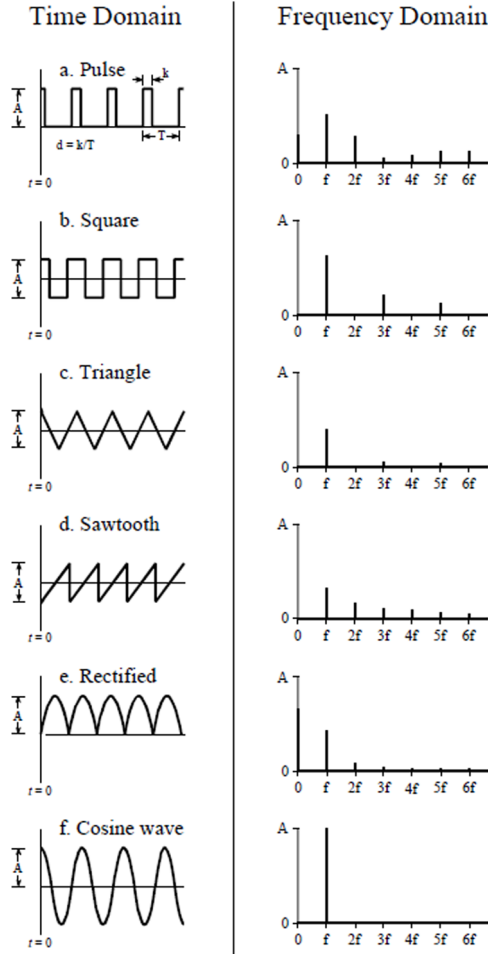 Time Domain Frequency Domain
a. Pulse
k
A
T
d = k/T
t = 0
A
0
0 f 2f 3f 4f 5f 6f
b. Square
A
t = 0
A
0
0 f 2f 3f 4f 5f 6f
c. Triangle
A
t = 0
A
0
0 f 2f 3f 4f 5f 6f
d. Sawtooth
A
t = 0
A
0
0 f 2f 3f 4f 5f 6f
e. Rectified
A
t = 0
A
0
0 f 2f 3f 4f 5f 6f
f. Cosine wave
A
t = 0
A
0
0 f 2f 3f 4f 5f 6f